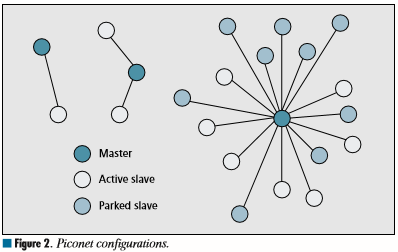 Master
Active slave
Parked slave
Figure 2. Piconet configurations.